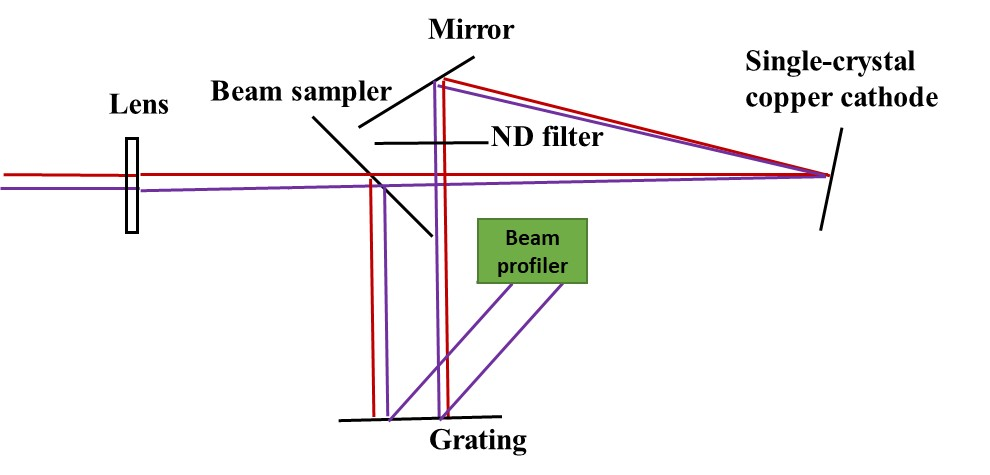 Mirror
Single-crystal
copper cathode
Beam sampler
Lens
ND filter
Beam
profiler
Grating